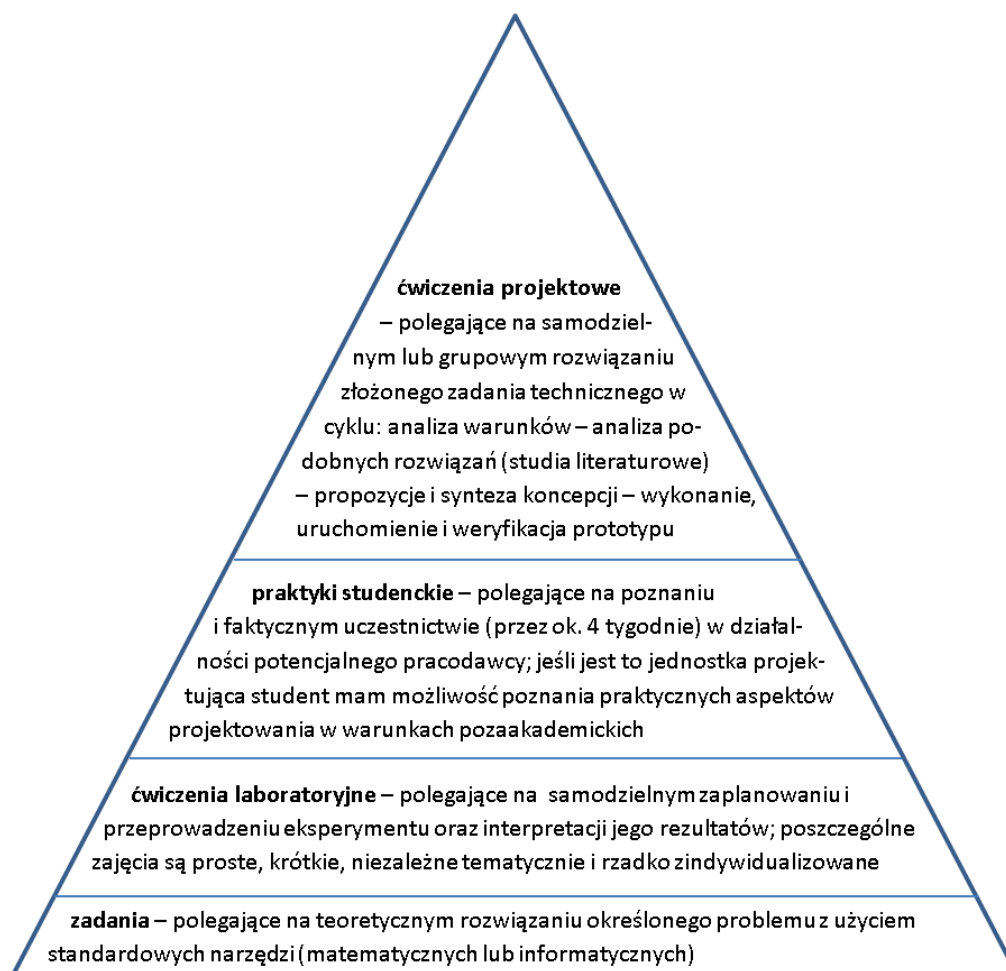 ćwiczenia projektowe
– polegające na samodziel-
nym lub grupowym rozwiązaniu
złożonego zadania technicznego w
cyklu: analiza warunków – analiza po-
dobnych rozwiązań (studia literaturowe)
– propozycje i synteza koncepcji – wykonanie,
uruchomienie i weryfikacja prototypu
praktyki studenckie – polegające na poznaniu
i faktycznym uczestnictwie (przez ok. 4 tygodnie) w działal-
ności potencjalnego pracodawcy; jeśli jest to jednostka projek-
tująca student mam możliwość poznania praktycznych aspektów
projektowania w warunkach pozaakademickich
ćwiczenia laboratoryjne – polegające na samodzielnym zaplanowaniu i
przeprowadzeniu eksperymentu oraz interpretacji jego rezultatów; poszczególne
zajęcia są proste, krótkie, niezależne tematycznie i rzadko zindywidualizowane
zadania – polegające na teoretycznym rozwiązaniu określonego problemu z użyciem
standardowych narzędzi (matematycznych lub informatycznych)